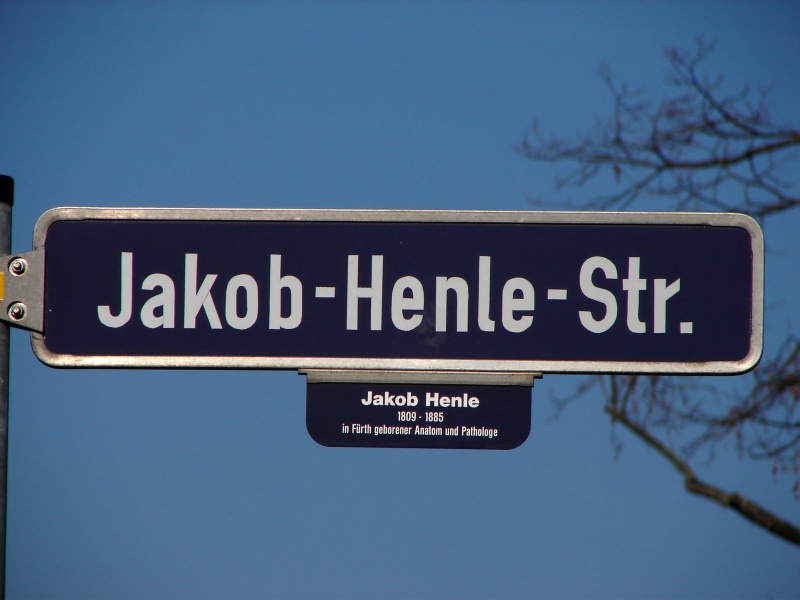 Jakob-Henle-Str.
Jakob Henle
1809 - 1885
in Fürth geborener Anatom und Pathologe